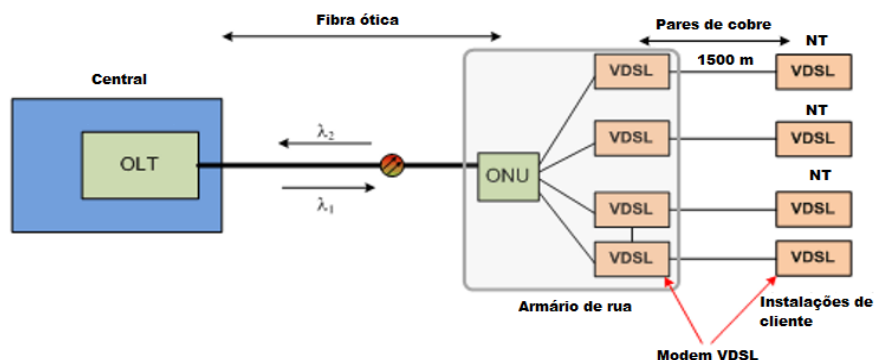 Fibra ótica
Pares de cobre
NT
1500 m
VDSL
VDSL
Central
NT
λ2
VDSL
VDSL
OLT
ONU
NT
λ1
VDSL
VDSL
VDSL
VDSL
Armário de rua
Instalações de
cliente
Modem VDSL